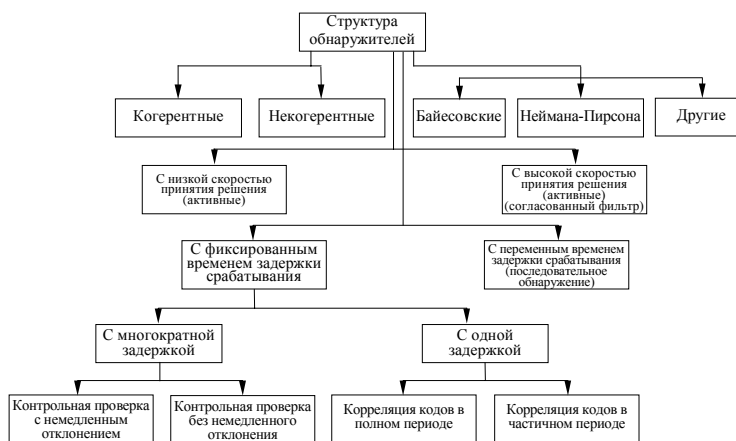 Структура
обнаружителей
Когерентные
Некогерентные
Байесовские
Неймана-Пирсона
Другие
С низкой скоростью
принятия решения
(активные)
С высокой скоростью
принятия решения
(активные)
(согласованный фильтр)
С фиксированным
временем задержки
срабатывания
С переменным временем
задержки срабатывания
(последовательное
обнаружение)
С многократной
задержкой
С одной
задержкой
Контрольная проверка
с немедленным
отклонением
Контрольная проверка
без немедленного
отклонения
Корреляция кодов в
полном периоде
Корреляция кодов в
частичном периоде